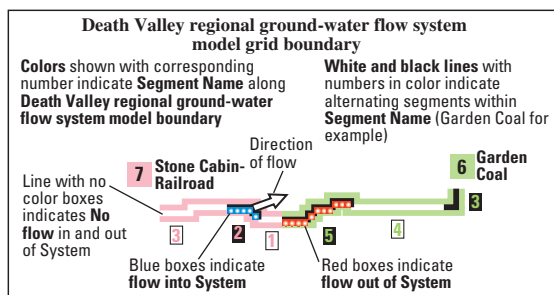 Death Valley regional ground-water flow system
model grid boundary
Colors shown with corresponding
number indicate Segment Name along
Death Valley regional ground-water
flow system model boundary
White and black lines with
numbers in color indicate
alternating segments within
Segment Name (Garden Coal for
example)
Direction
of flow
7 Stone Cabin-
Railroad
6 Garden
Coal
Line with no
color boxes
indicates No
flow in and out
of System
3
2
1
5
4
3
Blue boxes indicate
flow into System
Red boxes indicate
flow out of System